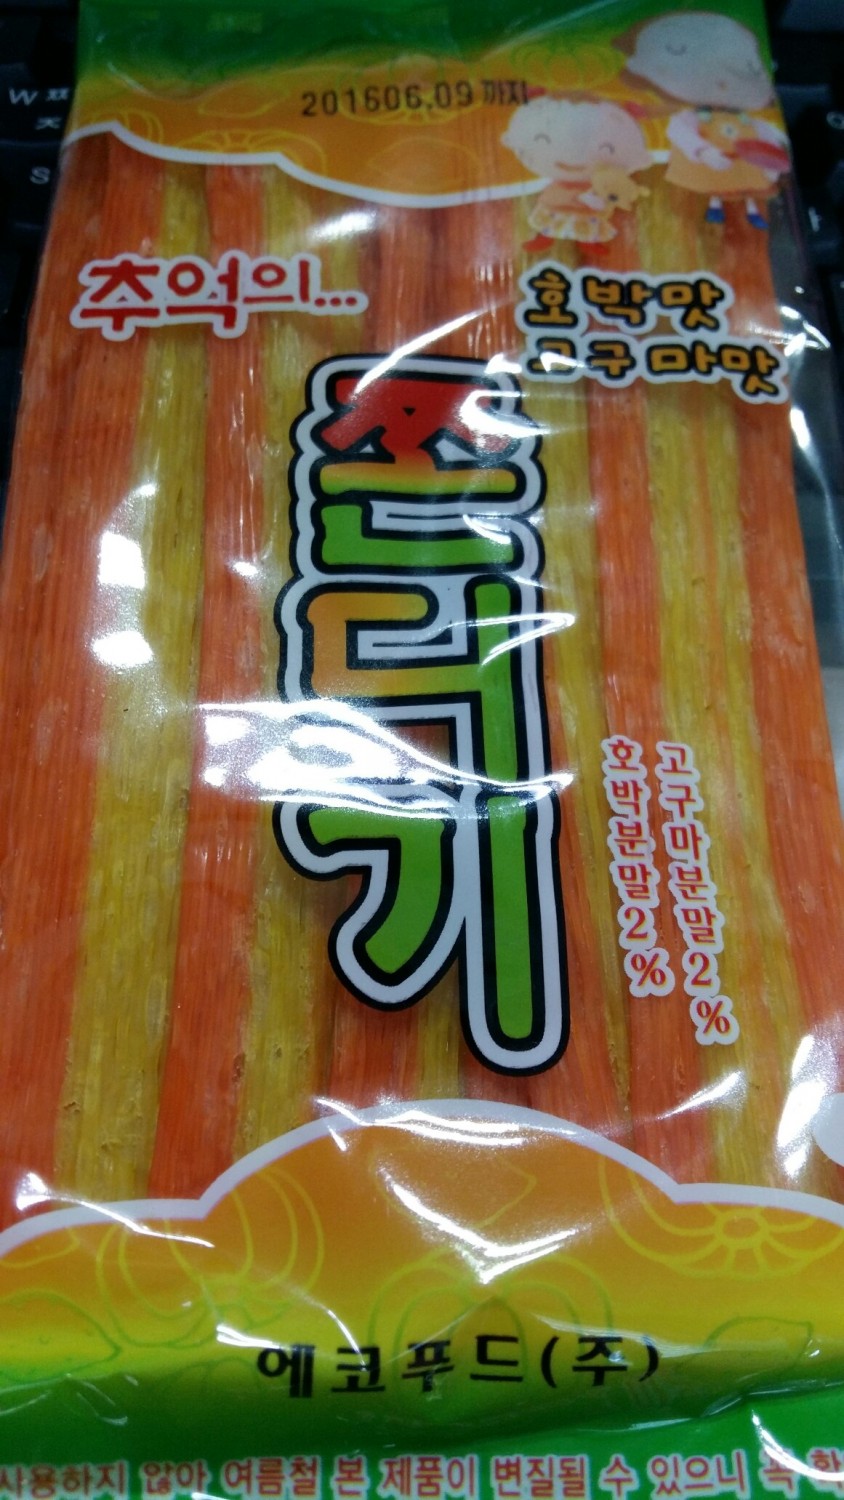 201606.09 까지
추억의...
호박맛
고구마맛
쫀디기
호박분말2%
고구마분말2%
에코푸드(주)
사용하지 않아 여름철 본 제품이 변질될 수 있으니 꼭 확
W ㅉ
ㅈ
S